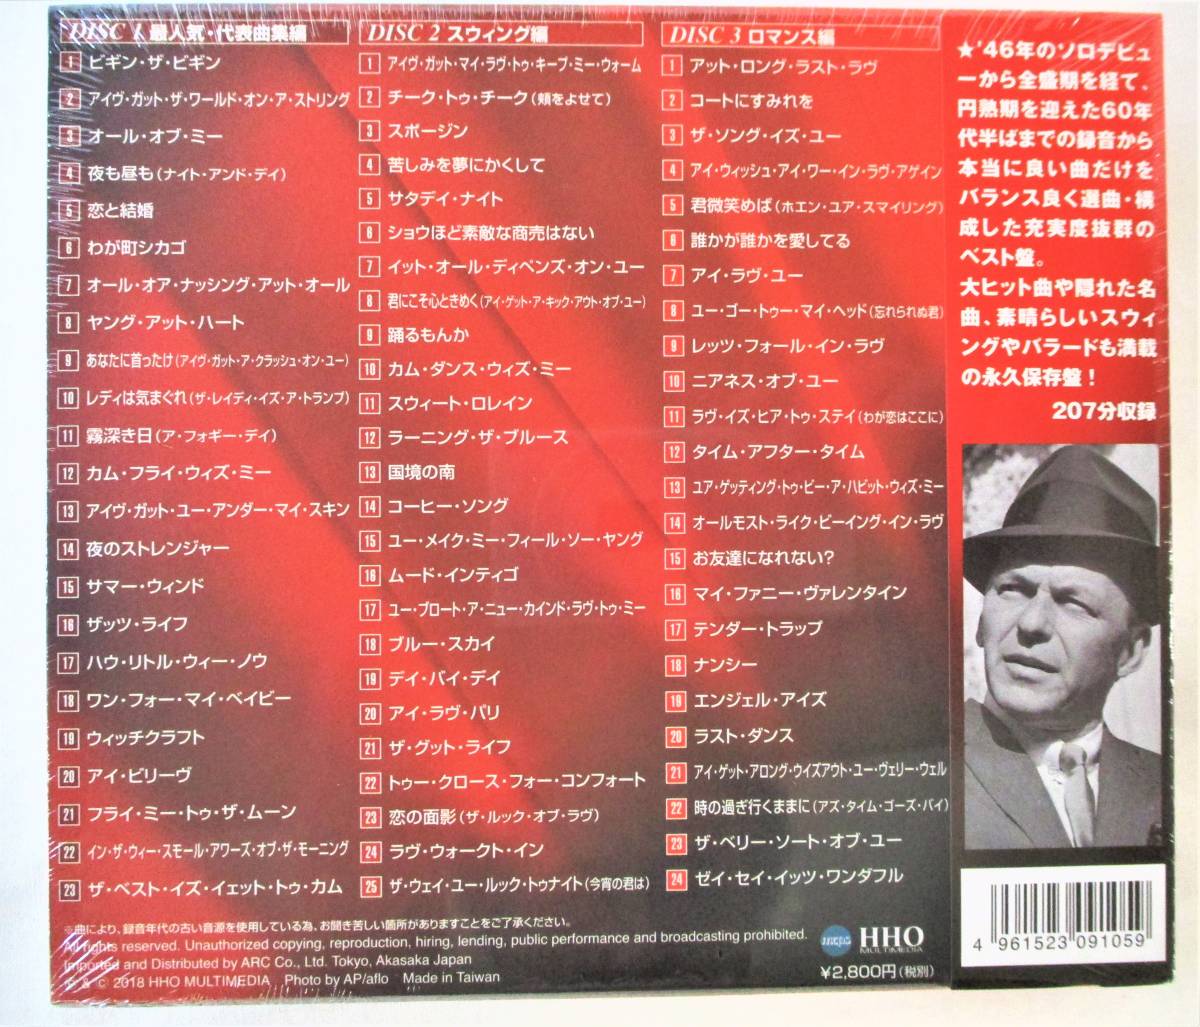 DISC 1 最人気・代表曲集編
1 ビギン・ザ・ビギン
2 アイヴ・ガット・ザ・ワールド・オン・ア・ストリング
3 オール・オブ・ミー
4 夜も昼も(ナイト・アンド・デイ)
5 恋と結婚
6 わが町シカゴ
7 オール・オア・ナッシング・アット・オール
8 ヤング・アット・ハート
9 あなたに首ったけ(アイヴ・ガット・ア・クラッシュ・オン・ユー)
10 レディは気まぐれ(ザ・レイディ・イズ・ア・トランプ)
11 霧深き日(ア・フォギー・デイ)
12 カム・フライ・ウィズ・ミー
13 アイヴ・ガット・ユー・アンダー・マイ・スキン
14 夜のストレンジャー
15 サマー・ウィンド
16 ザッツ・ライフ
17 ハウ・リトル・ウィー・ノウ
18 ワン・フォー・マイ・ベイビー
19 ウィッチクラフト
20 アイ・ビリーヴ
21 フライ・ミー・トゥ・ザ・ムーン
22 イン・ザ・ウィー・スモール・アワーズ・オブ・ザ・モーニング
23 ザ・ベスト・イズ・イェット・トゥ・カム
DISC 2 スウィング編
1 アイヴ・ガット・マイ・ラヴ・トゥ・キープ・ミー・ウォーム
2 チーク・トゥ・チーク(頬をよせて)
3 スポージン
4 苦しみを夢にかくして
5 サタデイ・ナイト
6 ショウほど素敵な商売はない
7 イット・オール・ディペンズ・オン・ユー
8 君にこそ心ときめく(アイ・ゲット・ア・キック・アウト・オブ・ユー)
9 踊るもんか
10 カム・ダンス・ウィズ・ミー
11 スウィート・ロレイン
12 ラーニング・ザ・ブルース
13 国境の南
14 コーヒー・ソング
15 ユー・メイク・ミー・フィール・ソー・ヤング
16 ムード・インディゴ
17 ユー・ブロート・ア・ニュー・カインド・ラヴ・トゥ・ミー
18 ブルー・スカイ
19 デイ・バイ・デイ
20 アイ・ラヴ・パリ
21 ザ・グット・ライフ
22 トゥー・クロース・フォー・コンフォート
23 恋の面影(ザ・ルック・オブ・ラヴ)
24 ラヴ・ウォークト・イン
25 ザ・ウェイ・ユー・ルック・トゥナイト(今宵の君は)
DISC 3 ロマンス編
1 アット・ロング・ラスト・ラヴ
2 コートにすみれを
3 ザ・ソング・イズ・ユー
4 アイ・ウィッシュ・アイ・ワー・イン・ラヴ・アゲイン
5 君微笑めば(ホエン・ユア・スマイリング)
6 誰かが誰かを愛してる
7 アイ・ラヴ・ユー
8 ユー・ゴー・トゥー・マイ・ヘッド(忘れられぬ君)
9 レッツ・フォール・イン・ラヴ
10 ニアネス・オブ・ユー
11 ラヴ・イズ・ヒア・トゥ・ステイ(わが恋はここに)
12 タイム・アフター・タイム
13 ユア・ゲッティング・トゥ・ビー・ア・ハビット・ウィズ・ミー
14 オールモスト・ライク・ビーイング・イン・ラヴ
15 お友達になれない?
16 マイ・ファニー・ヴァレンタイン
17 テンダー・トラップ
18 ナンシー
19 エンジェル・アイズ
20 ラスト・ダンス
21 アイ・ゲット・アロング・ウイズアウト・ユー・ヴェリー・ウェル
22 時の過ぎ行くままに(アズ・タイム・ゴーズ・バイ)
23 ザ・ベリー・ソート・オブ・ユー
24 ゼイ・セイ・イッツ・ワンダフル
★'46年のソロデビュ
ーから全盛期を経て、
円熟期を迎えた60年
代半ばまでの録音から
本当に良い曲だけを
バランス良く選曲・構
成した充実度抜群の
ベスト盤。
大ヒット曲や隠れた名
曲、素晴らしいスウィ
ングやバラードも満載
の永久保存盤!
207分収録
※曲により、録音年代の古い音源を使用している為、お聞き苦しい箇所がありますことをご了承ください。
All rights reserved. Unauthorized copying, reproduction, hiring, lending, public performance and broadcasting prohibited.
Imported and Distributed by ARC Co., Ltd. Tokyo, Akasaka Japan
℗ & © 2018 HHO MULTIMEDIA Photo by AP/aflo Made in Taiwan
mcps
HHO
MULTIMEDIA
¥2,800円(税別)
4 961523 091059